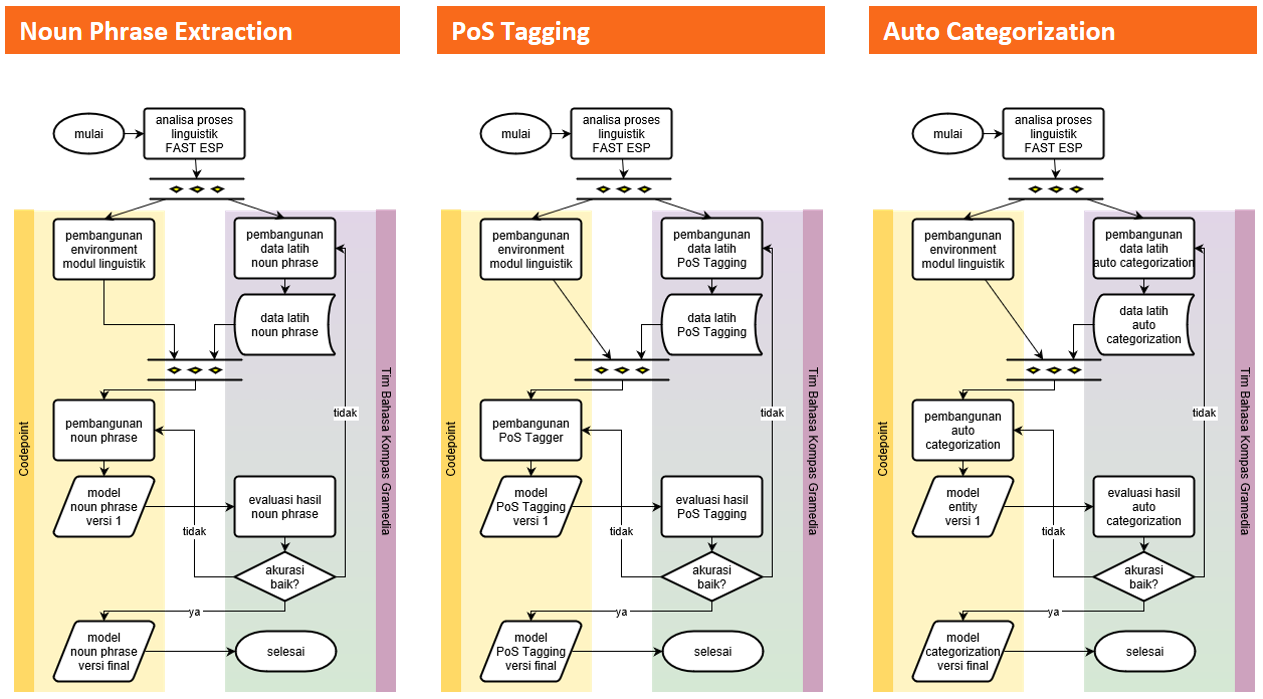 Noun Phrase Extraction
mulai
analisa proses
linguistik
FAST ESP
pembangunan
environment
modul linguistik
pembangunan
data latih
noun phrase
data latih
noun phrase
Codepoint
Tim Bahasa Kompas Gramedia
pembangunan
noun phrase
tidak
model
noun phrase
versi 1
evaluasi hasil
noun phrase
tidak
akurasi
baik?
ya
model
noun phrase
versi final
selesai
PoS Tagging
mulai
analisa proses
linguistik
FAST ESP
pembangunan
environment
modul linguistik
pembangunan
data latih
PoS Tagging
data latih
PoS Tagging
Codepoint
Tim Bahasa Kompas Gramedia
pembangunan
PoS Tagger
tidak
model
PoS Tagging
versi 1
evaluasi hasil
PoS Tagging
tidak
akurasi
baik?
ya
model
PoS Tagging
versi final
selesai
Auto Categorization
mulai
analisa proses
linguistik
FAST ESP
pembangunan
environment
modul linguistik
pembangunan
data latih
auto categorization
data latih
auto
categorization
Codepoint
Tim Bahasa Kompas Gramedia
pembangunan
auto
categorization
tidak
model
entity
versi 1
evaluasi hasil
auto
categorization
tidak
akurasi
baik?
ya
model
categorization
versi final
selesai